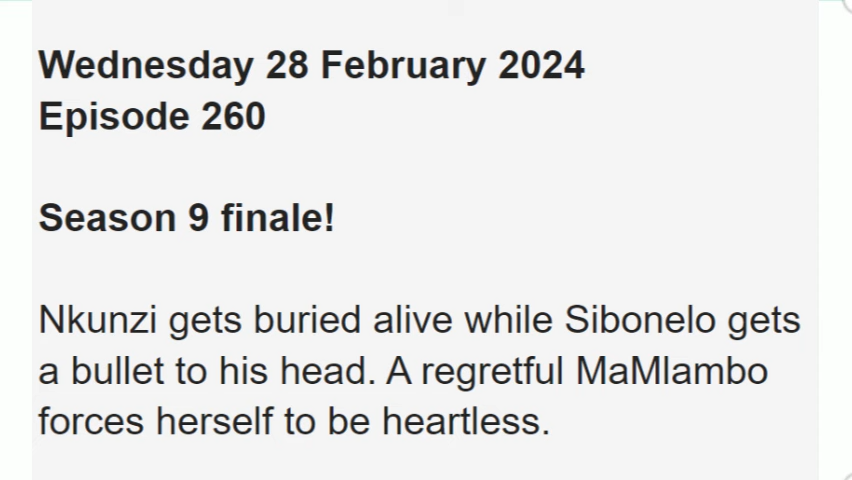 Wednesday 28 February 2024
Episode 260
Season 9 finale!
Nkunzi gets buried alive while Sibonelo gets
a bullet to his head. A regretful MaMlambo
forces herself to be heartless.